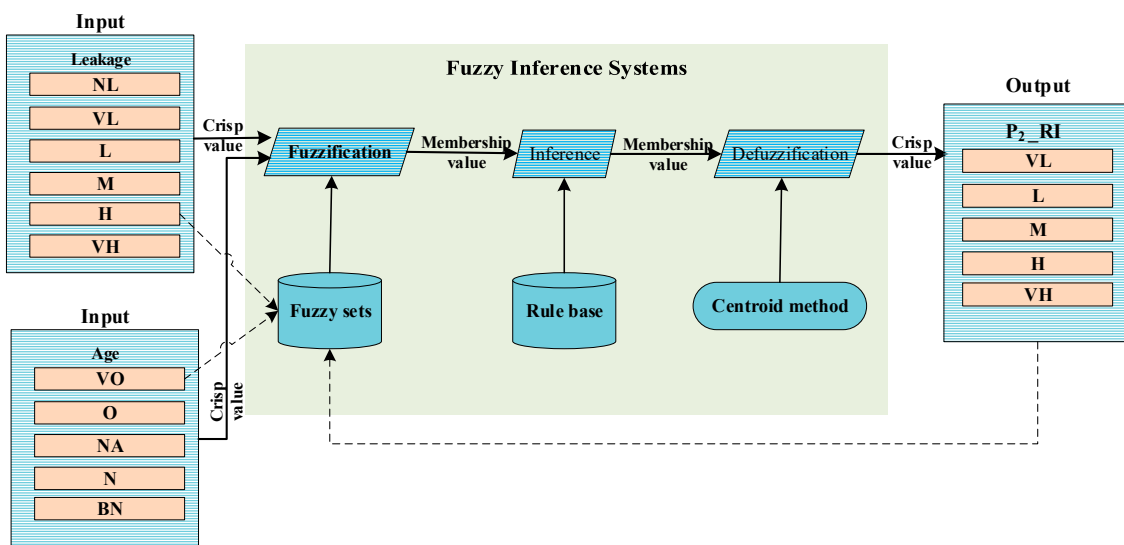 Input
Leakage
NL
VL
L
M
H
VH
Input
Age
VO
O
NA
N
BN
Crisp
value
Crisp
value
Fuzzy Inference Systems
Fuzzification
Membership
value
Inference
Membership
value
Defuzzification
Crisp
value
Fuzzy sets
Rule base
Centroid method
Output
P₂_RI
VL
L
M
H
VH